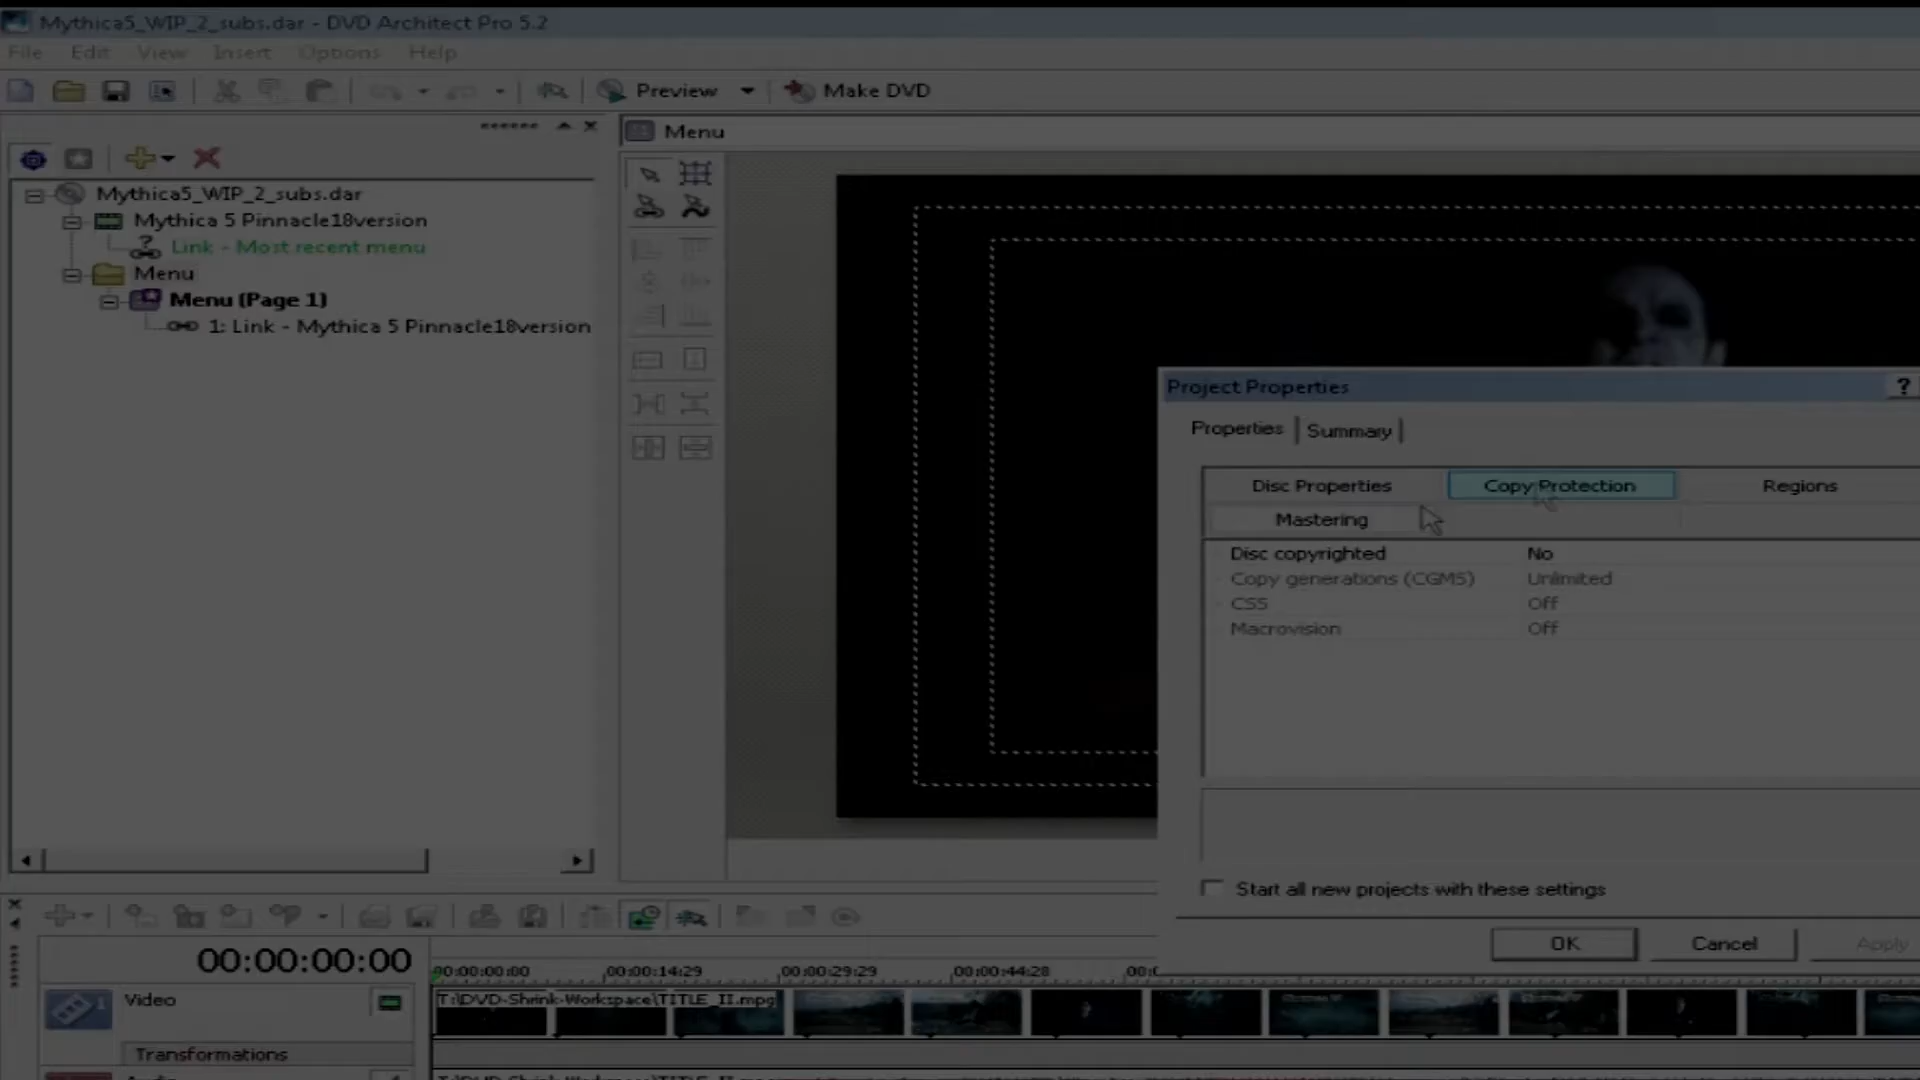 Mythica5_WIP_2_subs.dar - DVD Architect Pro 5.2
File Edit View Insert Options Help
Preview Make DVD
Menu
Mythica5_WIP_2_subs.dar
Mythica 5 Pinnacle18version
Link - Most recent menu
Menu
Menu (Page 1)
1: Link - Mythica 5 Pinnacle18version
Project Properties ?
Properties Summary
Disc Properties Copy Protection Regions
Mastering
Disc copyrighted No
Copy generations (CGMS) Unlimited
CSS Off
Macrovision Off
Start all new projects with these settings
OK Cancel Apply
00:00:00:00
00:00:00:00 00:00:14:29 00:00:29:29 00:00:44:28 00:0
1 Video
T:\DVD-Shrink-Workspace\TITLE_II.mpg
Transformations